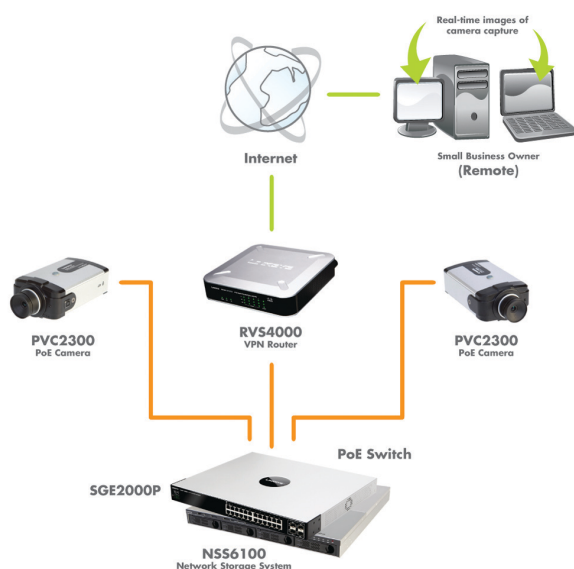 Real-time images of
camera capture
Internet
Small Business Owner
(Remote)
PVC2300
PoE Camera
RVS4000
VPN Router
PVC2300
PoE Camera
PoE Switch
SGE2000P
NSS6100
Network Storage System